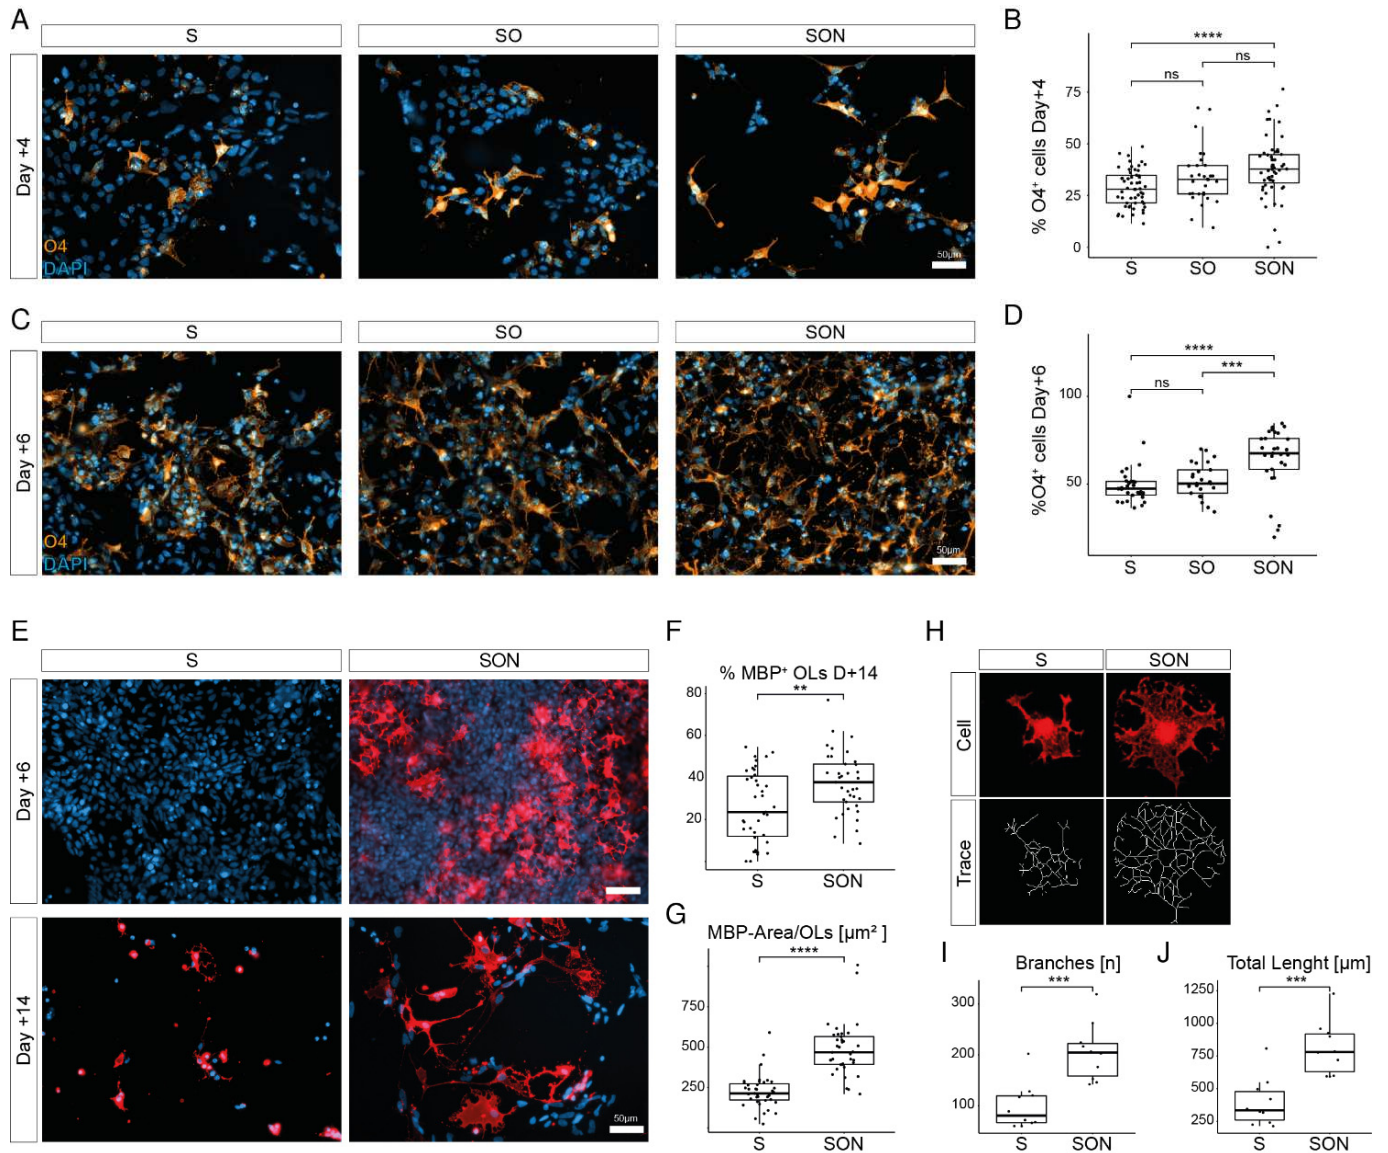 A
S
SO
SON
Day +4
O4
DAPI
50µm
B
% O4⁺ cells Day+4
****
ns
ns
75
50
25
0
S
SO
SON
C
S
SO
SON
Day +6
O4
DAPI
50µm
D
%O4⁺ cells Day+6
****
***
ns
100
50
S
SO
SON
E
S
SON
Day +6
Day +14
50µm
F
% MBP⁺ OLs D+14
**
80
60
40
20
S
SON
G
MBP-Area/OLs [µm² ]
****
750
500
250
S
SON
H
S
SON
Cell
Trace
I
Branches [n]
***
300
200
100
S
SON
J
Total Lenght [µm]
***
1250
1000
750
500
250
S
SON